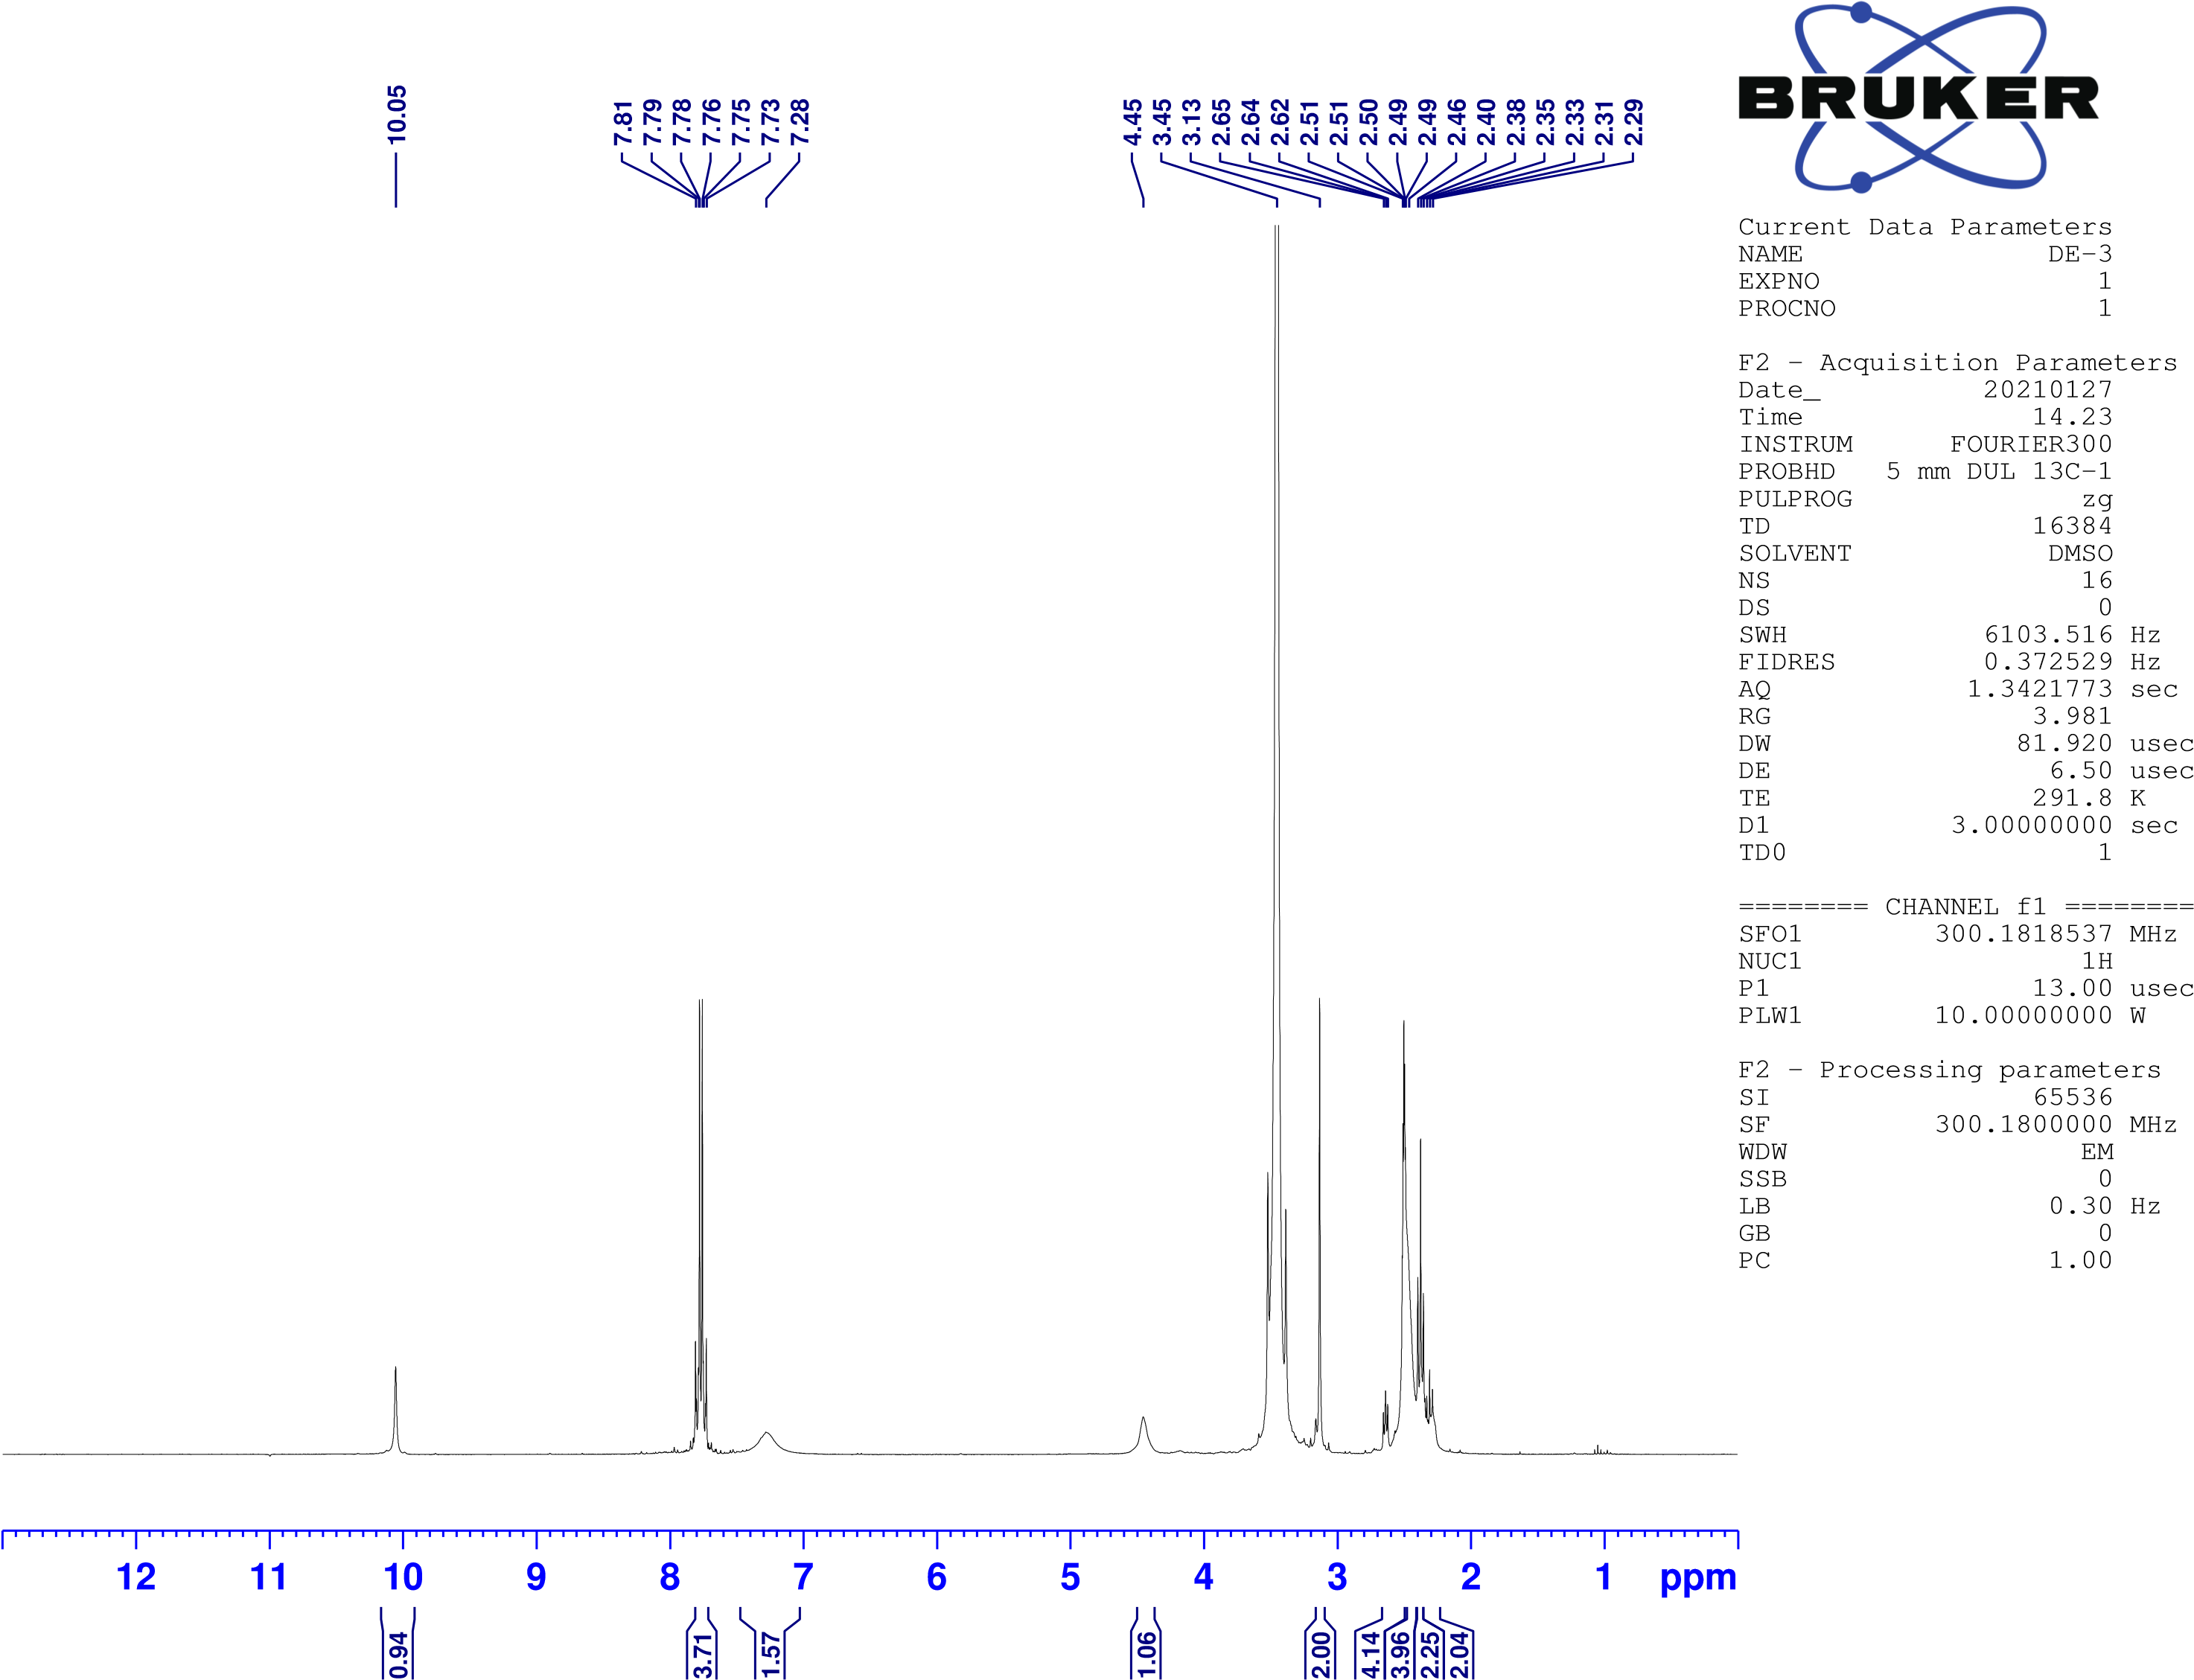 10.05
7.81
7.79
7.78
7.76
7.75
7.73
7.28
4.45
3.45
3.13
2.65
2.64
2.62
2.51
2.51
2.50
2.49
2.49
2.46
2.40
2.38
2.35
2.33
2.31
2.29
BRUKER
Current Data Parameters
NAME DE-3
EXPNO 1
PROCNO 1
F2 - Acquisition Parameters
Date_ 20210127
Time 14.23
INSTRUM FOURIER300
PROBHD 5 mm DUL 13C-1
PULPROG zg
TD 16384
SOLVENT DMSO
NS 16
DS 0
SWH 6103.516 Hz
FIDRES 0.372529 Hz
AQ 1.3421773 sec
RG 3.981
DW 81.920 usec
DE 6.50 usec
TE 291.8 K
D1 3.00000000 sec
TD0 1
======== CHANNEL f1 ========
SFO1 300.1818537 MHz
NUC1 1H
P1 13.00 usec
PLW1 10.00000000 W
F2 - Processing parameters
SI 65536
SF 300.1800000 MHz
WDW EM
SSB 0
LB 0.30 Hz
GB 0
PC 1.00
12 11 10 9 8 7 6 5 4 3 2 1 ppm
0.94
3.71
1.57
1.06
2.00
4.14
3.96
2.25
2.04